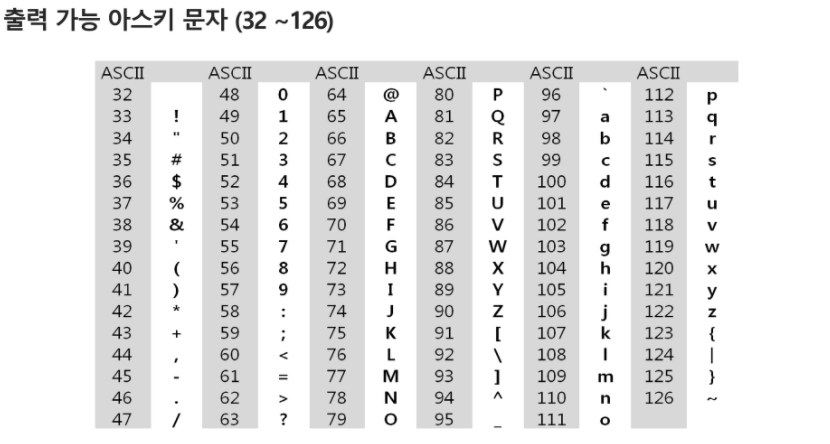 출력 가능 아스키 문자 (32 ~126)
ASCII ASCII ASCII ASCII ASCII ASCII
32 48 0 64 @ 80 P 96 ` 112 p
33 ! 49 1 65 A 81 Q 97 a 113 q
34 " 50 2 66 B 82 R 98 b 114 r
35 # 51 3 67 C 83 S 99 c 115 s
36 $ 52 4 68 D 84 T 100 d 116 t
37 % 53 5 69 E 85 U 101 e 117 u
38 & 54 6 70 F 86 V 102 f 118 v
39 ' 55 7 71 G 87 W 103 g 119 w
40 ( 56 8 72 H 88 X 104 h 120 x
41 ) 57 9 73 I 89 Y 105 i 121 y
42 * 58 : 74 J 90 Z 106 j 122 z
43 + 59 ; 75 K 91 [ 107 k 123 {
44 , 60 < 76 L 92 \ 108 l 124 |
45 - 61 = 77 M 93 ] 109 m 125 }
46 . 62 > 78 N 94 ^ 110 n 126 ~
47 / 63 ? 79 O 95 _ 111 o